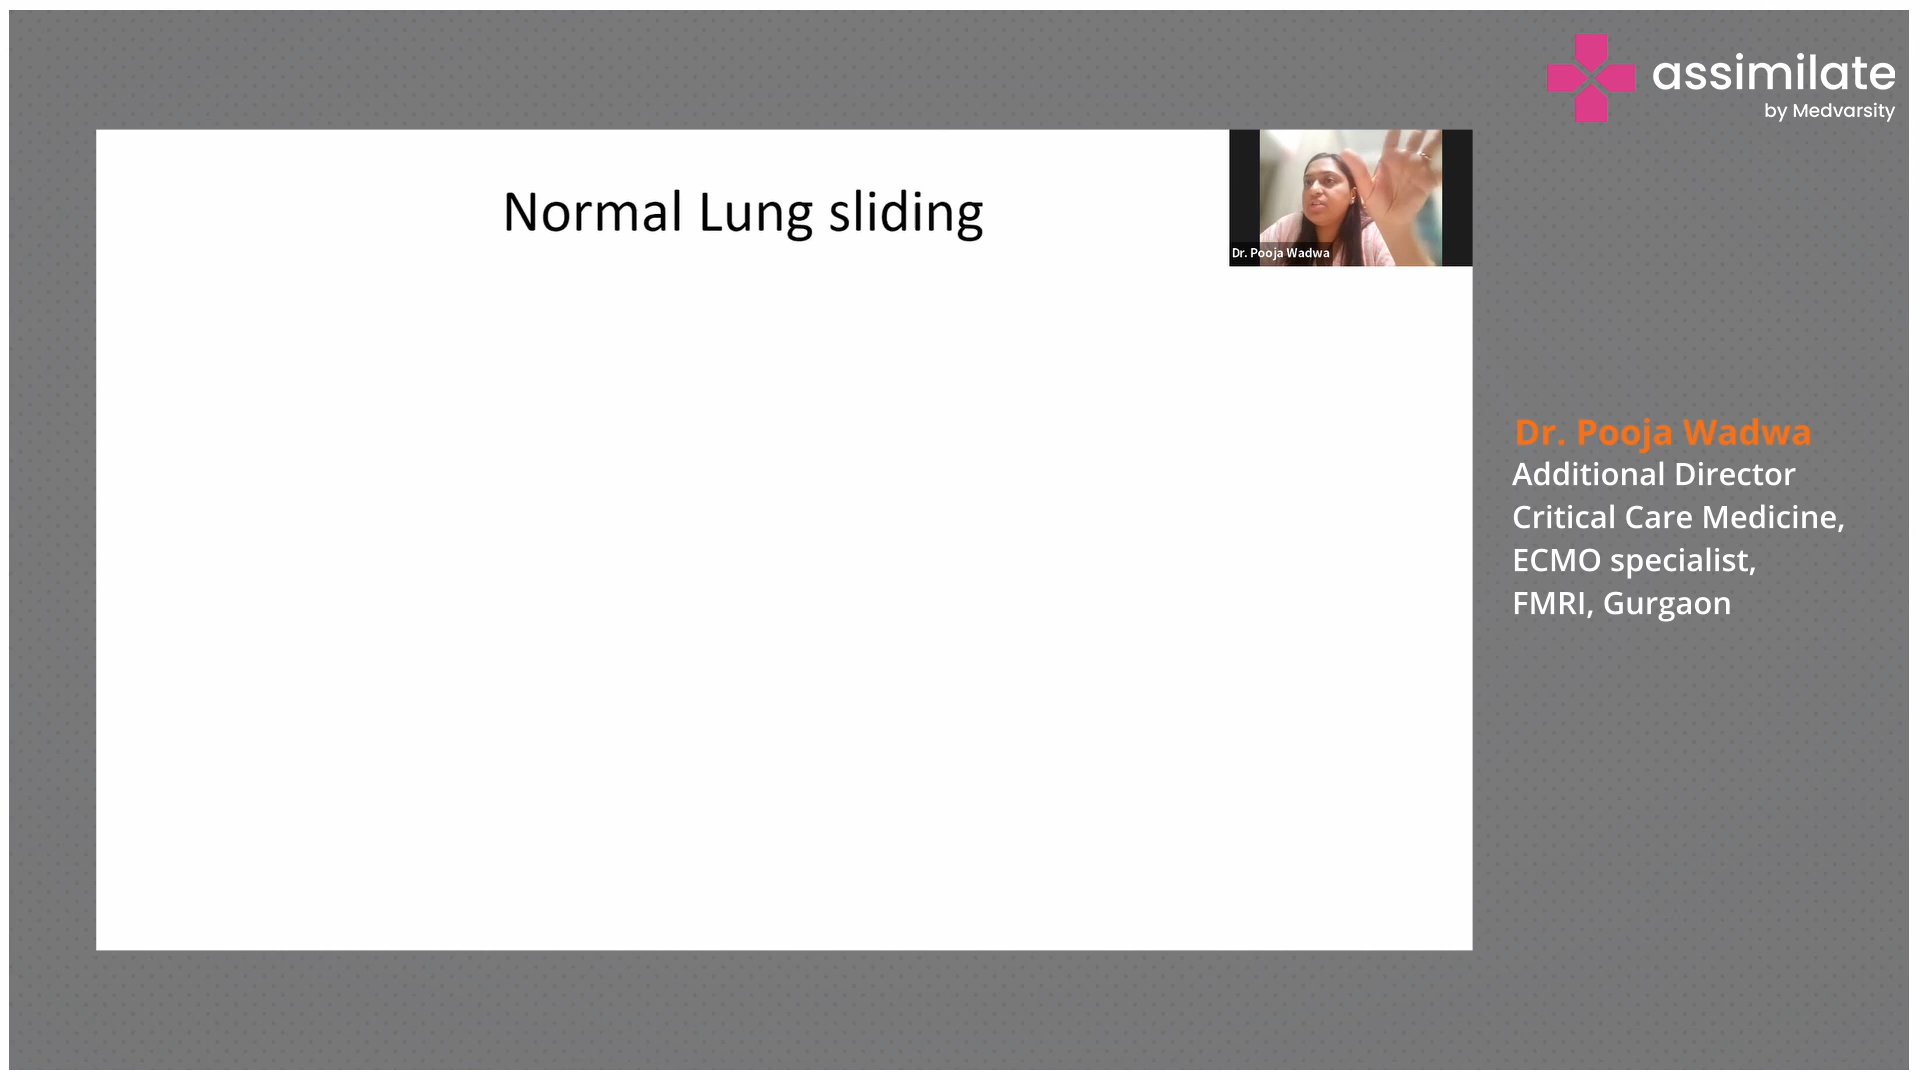 assimilate
by Medvarsity
Normal Lung sliding
Dr. Pooja Wadwa
Dr. Pooja Wadwa
Additional Director
Critical Care Medicine,
ECMO specialist,
FMRI, Gurgaon